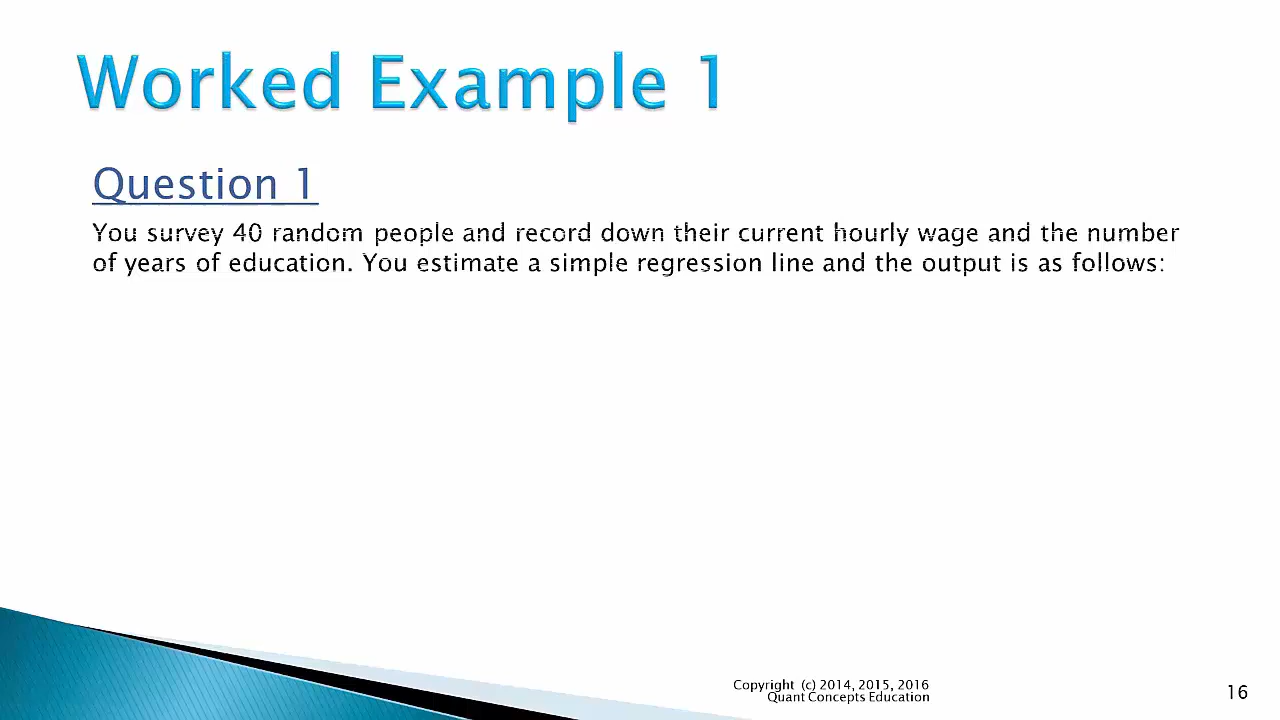 Worked Example 1
Question 1
You survey 40 random people and record down their current hourly wage and the number
of years of education. You estimate a simple regression line and the output is as follows:
Copyright (c) 2014, 2015, 2016
Quant Concepts Education
16